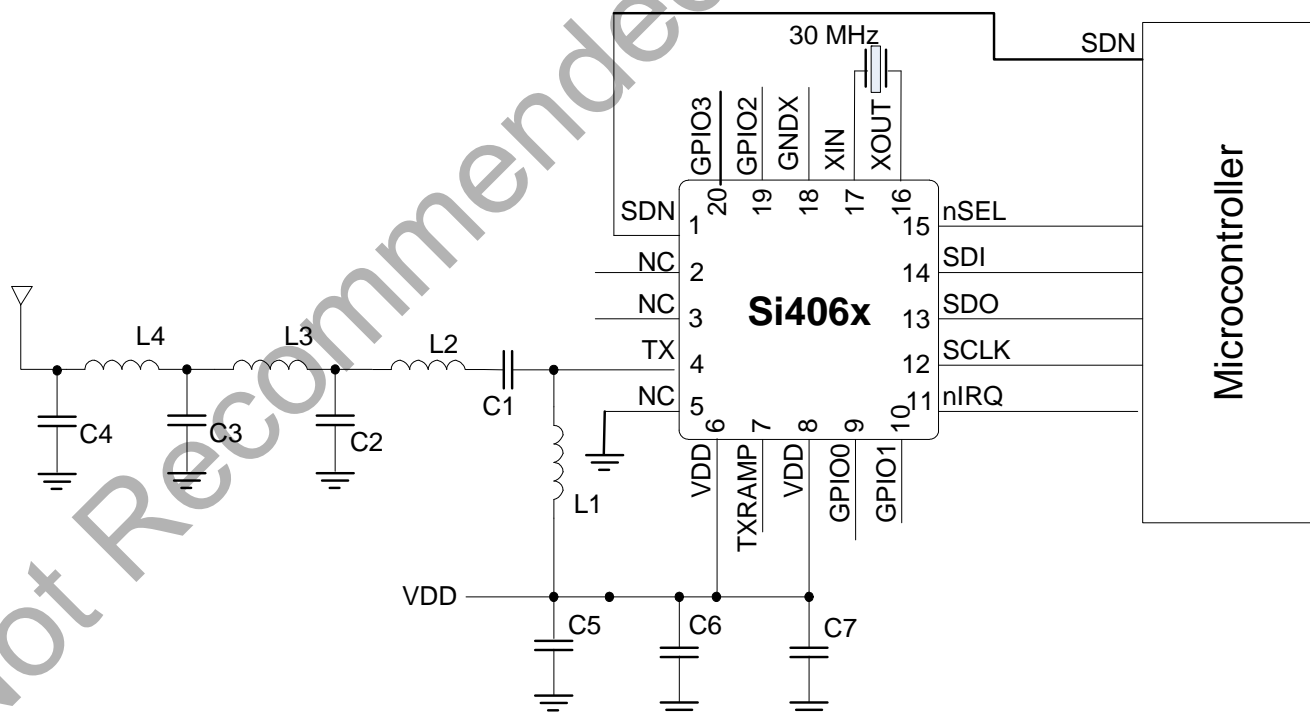 Not Recommended
30 MHz
SDN
GPIO3
GPIO2
GNDX
XIN
XOUT
20
19
18
17
16
SDN
1
15
nSEL
NC
2
14
SDI
NC
3
Si406x
13
SDO
TX
4
12
SCLK
NC
5
11
nIRQ
6
7
8
9
10
VDD
TXRAMP
VDD
GPIO0
GPIO1
Microcontroller
L4
L3
L2
C1
C4
C3
C2
L1
VDD
C5
C6
C7